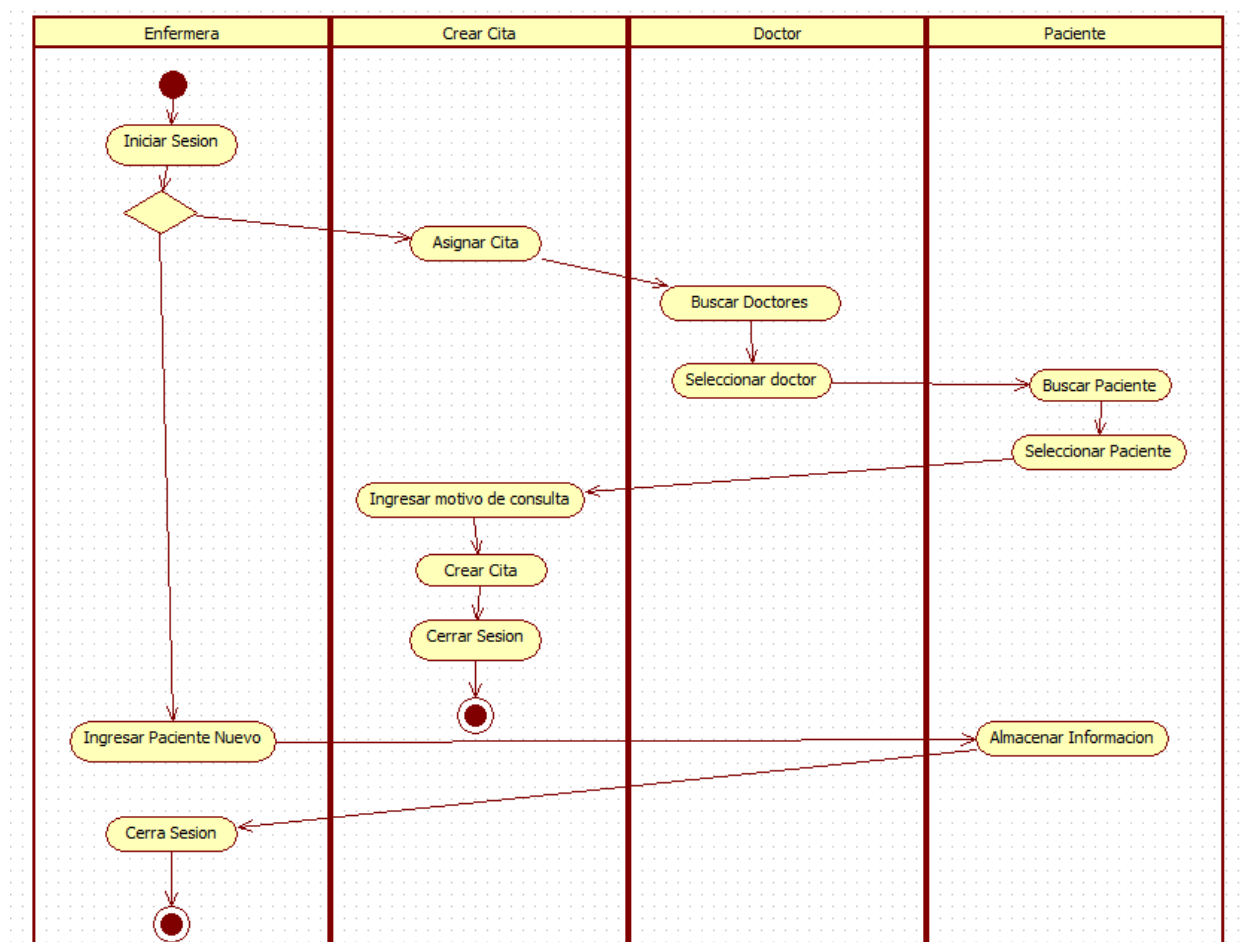 Enfermera
Crear Cita
Doctor
Paciente
Iniciar Sesion
Asignar Cita
Buscar Doctores
Seleccionar doctor
Buscar Paciente
Seleccionar Paciente
Ingresar motivo de consulta
Crear Cita
Cerrar Sesion
Ingresar Paciente Nuevo
Almacenar Informacion
Cerra Sesion